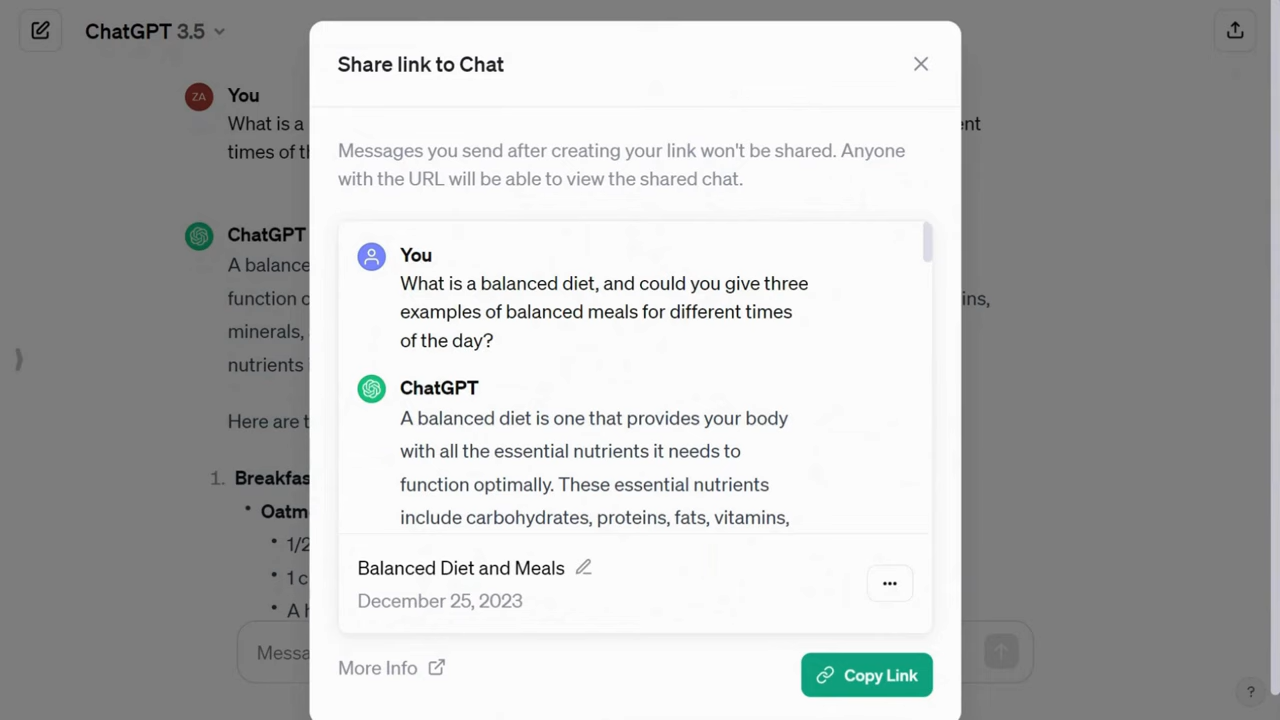 ChatGPT 3.5
Share link to Chat
ZA
You
What is a
times of th
Messages you send after creating your link won't be shared. Anyone
with the URL will be able to view the shared chat.
ChatGPT
A balance
function o
minerals,
nutrients i
Here are t
1. Breakfas
• Oatm
• 1/2
• 1 c
• A h
Messa
ent
ins,
You
What is a balanced diet, and could you give three
examples of balanced meals for different times
of the day?
ChatGPT
A balanced diet is one that provides your body
with all the essential nutrients it needs to
function optimally. These essential nutrients
include carbohydrates, proteins, fats, vitamins,
Balanced Diet and Meals
December 25, 2023
...
More Info
Copy Link
?